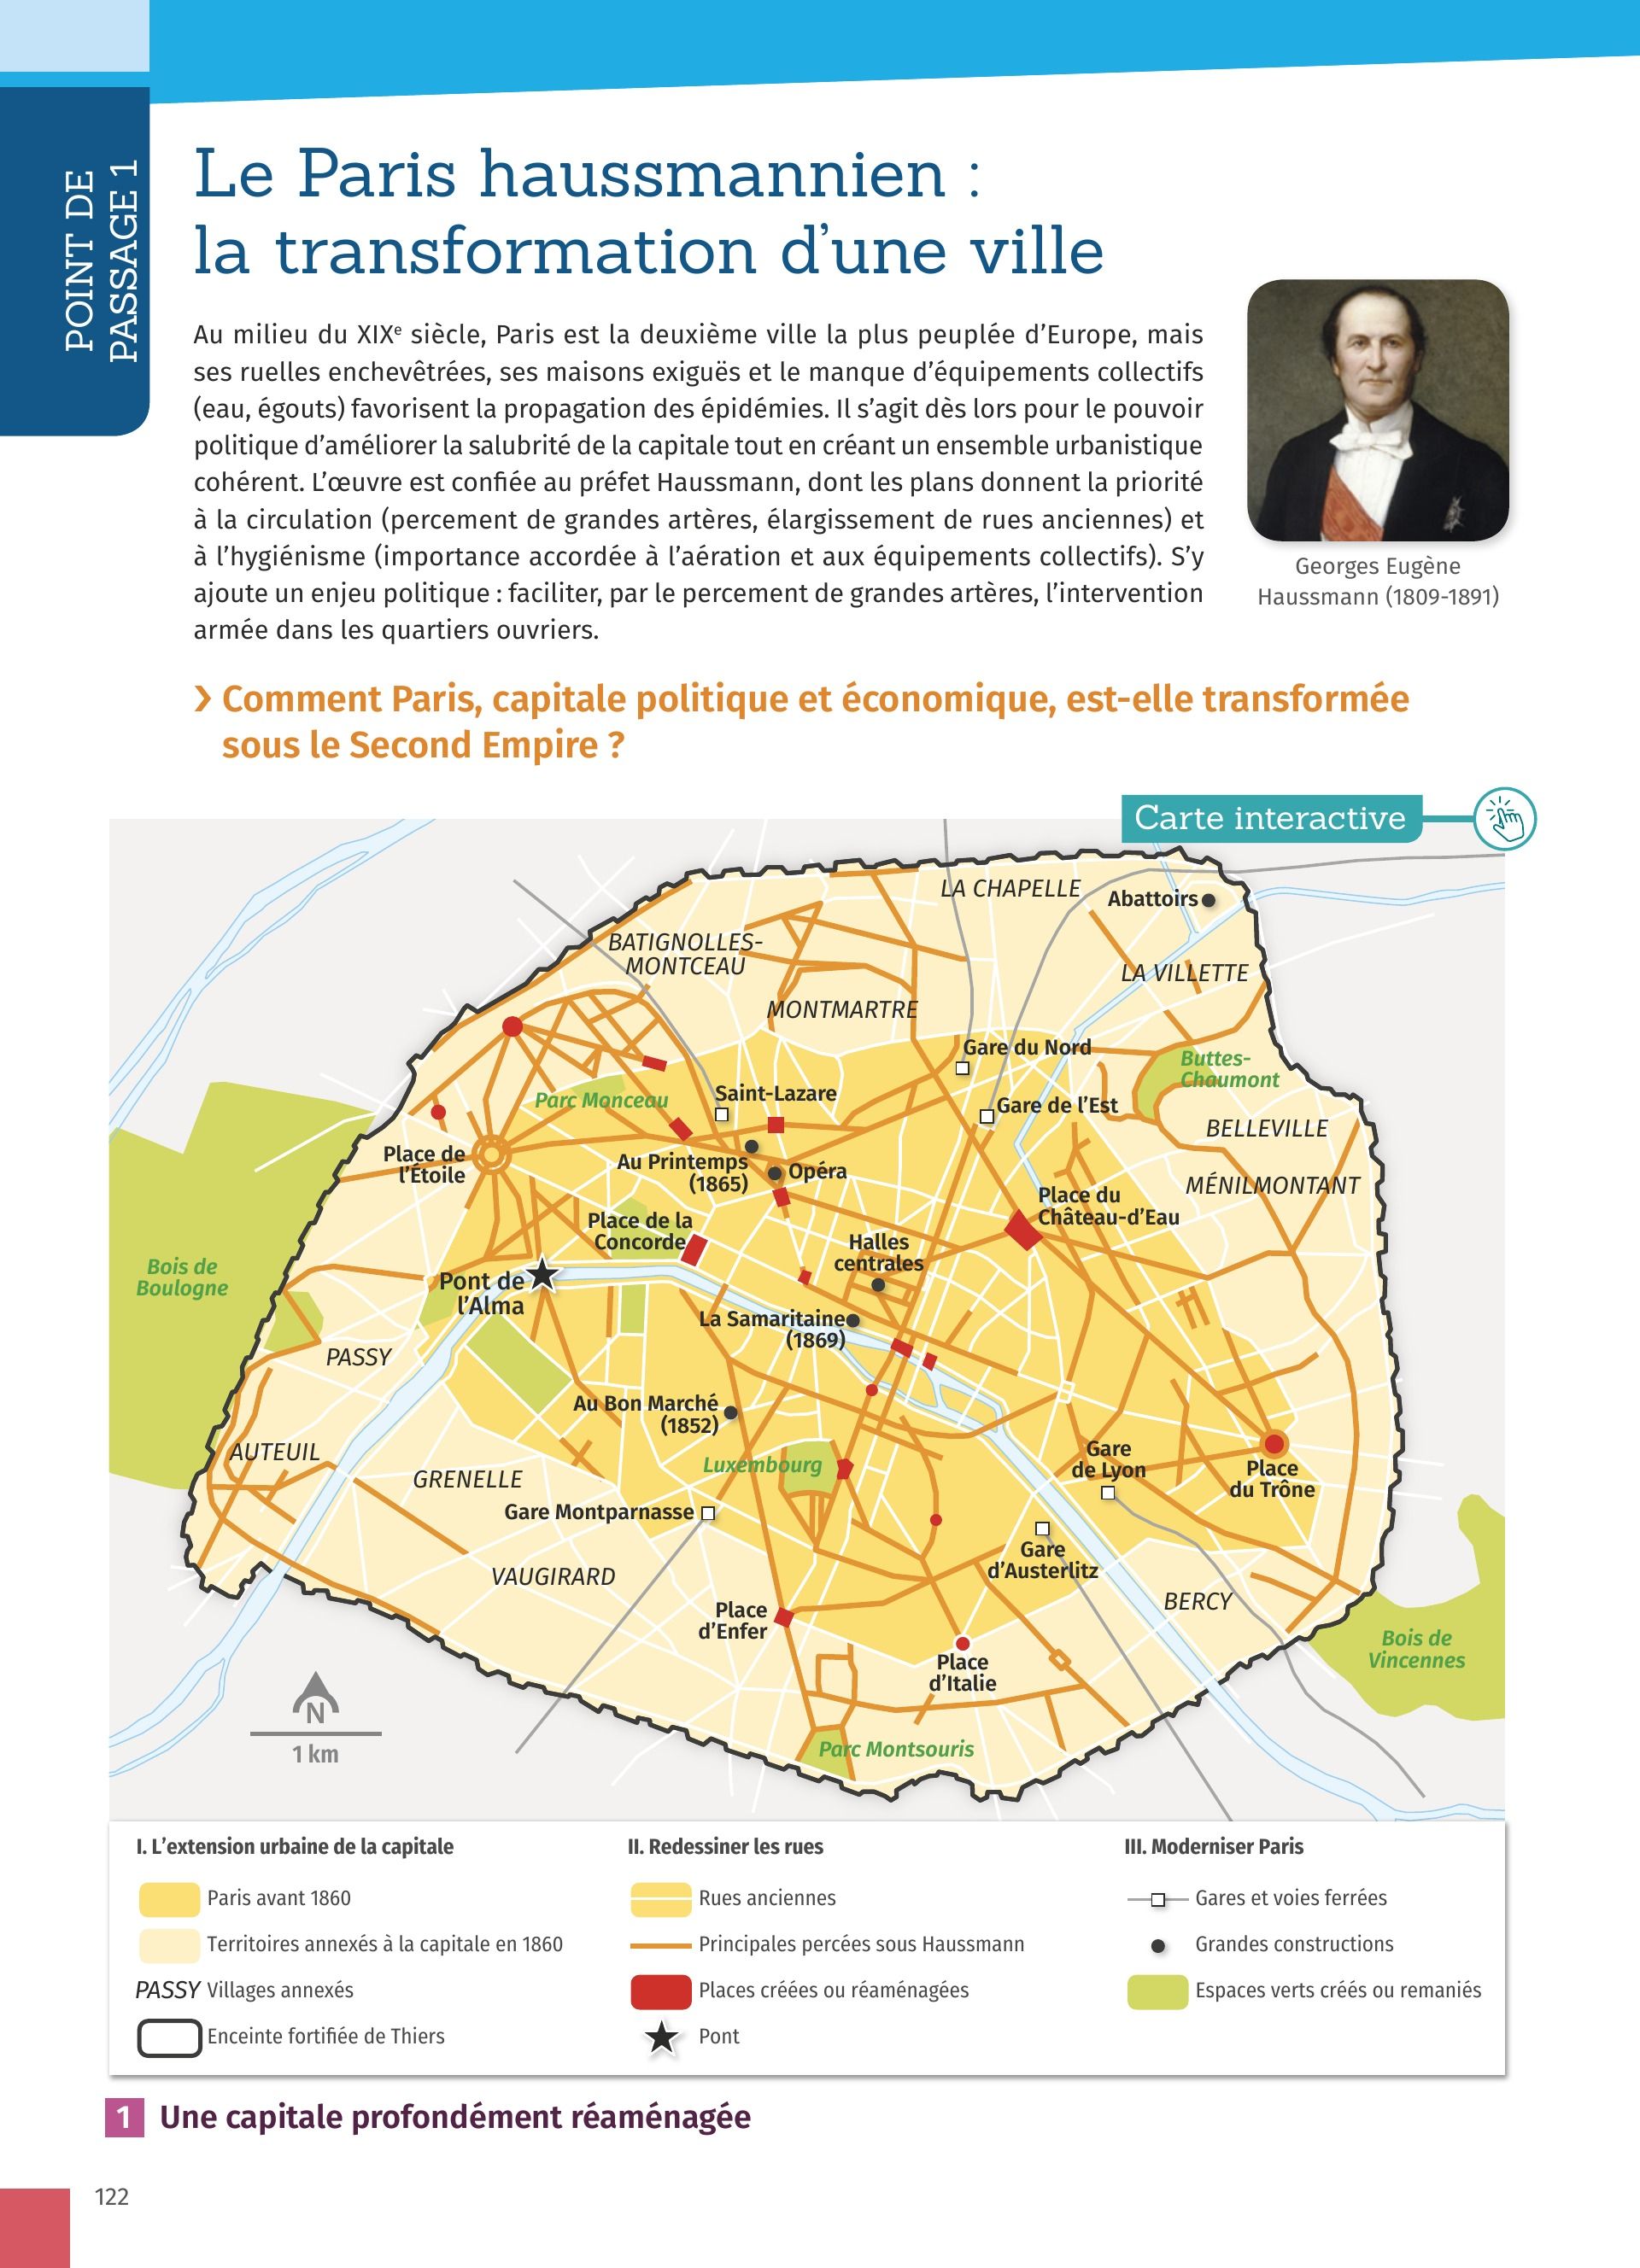 POINT DE
PASSAGE 1
Le Paris haussmannien :
la transformation d'une ville
Au milieu du XIXe siècle, Paris est la deuxième ville la plus peuplée d'Europe, mais
ses ruelles enchevêtrées, ses maisons exiguës et le manque d'équipements collectifs
(eau, égouts) favorisent la propagation des épidémies. Il s'agit dès lors pour le pouvoir
politique d'améliorer la salubrité de la capitale tout en créant un ensemble urbanistique
cohérent. L'œuvre est confiée au préfet Haussmann, dont les plans donnent la priorité
à la circulation (percement de grandes artères, élargissement de rues anciennes) et
à l'hygiénisme (importance accordée à l'aération et aux équipements collectifs). S'y
ajoute un enjeu politique : faciliter, par le percement de grandes artères, l'intervention
armée dans les quartiers ouvriers.
Georges Eugène
Haussmann (1809-1891)
› Comment Paris, capitale politique et économique, est-elle transformée
sous le Second Empire ?
Carte interactive
LA CHAPELLE
Abattoirs
BATIGNOLLES-
MONTCEAU
LA VILLETTE
MONTMARTRE
Gare du Nord
Buttes-
Chaumont
Parc Monceau
Saint-Lazare
Gare de l'Est
BELLEVILLE
Place de
l'Étoile
Au Printemps
(1865)
Opéra
MÉNILMONTANT
Place du
Château-d'Eau
Place de la
Concorde
Halles
centrales
Bois de
Boulogne
Pont de
l'Alma
La Samaritaine
(1869)
PASSY
Au Bon Marché
(1852)
AUTEUIL
GRENELLE
Luxembourg
Gare
de Lyon
Place
du Trône
Gare Montparnasse
Gare
d'Austerlitz
VAUGIRARD
BERCY
Place
d'Enfer
Bois de
Vincennes
Place
d'Italie
N
1 km
Parc Montsouris
I. L'extension urbaine de la capitale
Paris avant 1860
Territoires annexés à la capitale en 1860
PASSY Villages annexés
Enceinte fortifiée de Thiers
II. Redessiner les rues
Rues anciennes
Principales percées sous Haussmann
Places créées ou réaménagées
Pont
III. Moderniser Paris
Gares et voies ferrées
Grandes constructions
Espaces verts créés ou remaniés
1 Une capitale profondément réaménagée
122